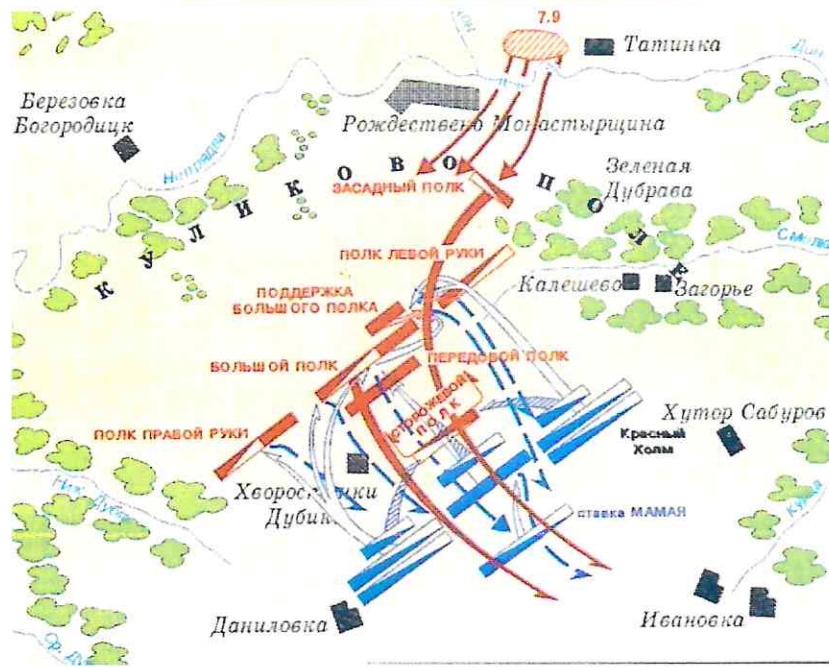 7.9
Татинка
Дон
Березовка
Богородицк
Рождествено Монастырщина
Непрядва
КУЛИКОВО ПОЛЕ
ЗАСАДНЫЙ ПОЛК
Зеленая
Дубрава
Смолка
ПОЛК ЛЕВОЙ РУКИ
Калешево
Загорье
ПОДДЕРЖКА
БОЛЬШОГО ПОЛКА
БОЛЬШОЙ ПОЛК
ПЕРЕДОВОЙ ПОЛК
СТОРОЖЕВОЙ
ПОЛК
ПОЛК ПРАВОЙ РУКИ
Хутор Сабуров
Красный
Холм
Дубик
ставка МАМАЯ
Даниловка
Ивановка